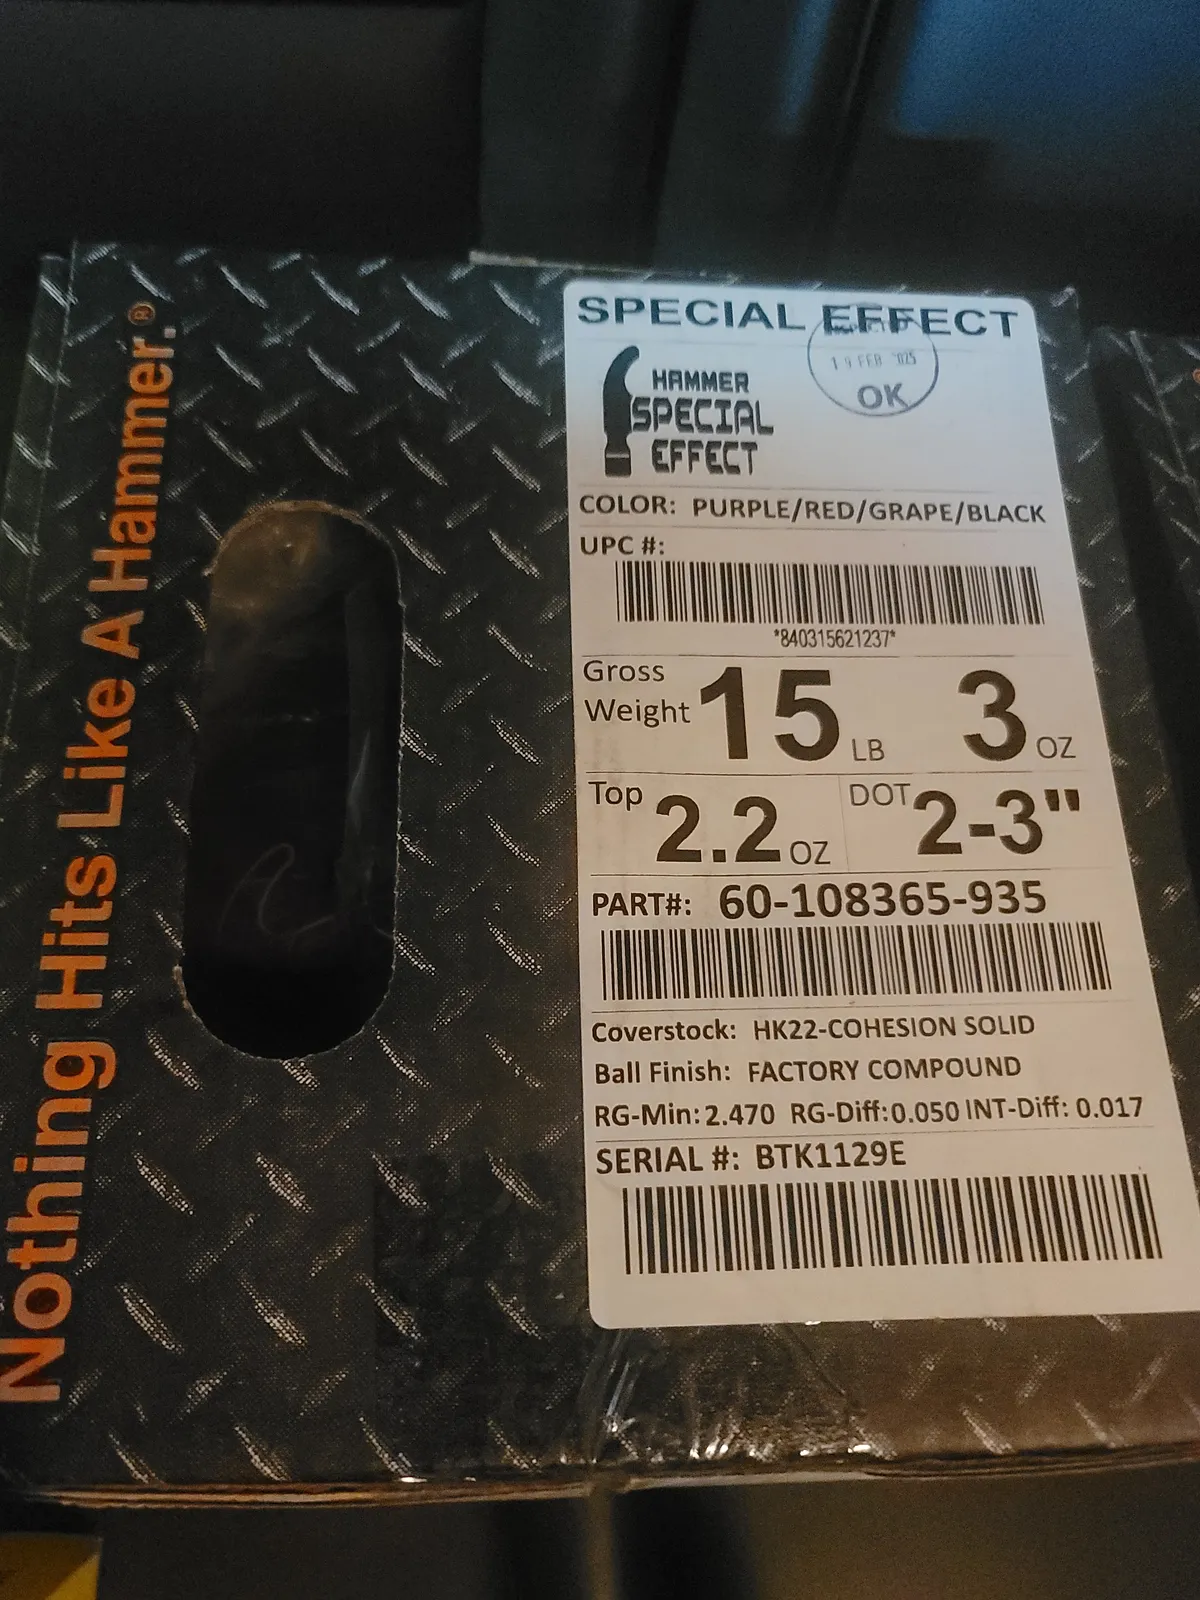 Nothing Hits Like A Hammer.®
SPECIAL EFFECT
19 FEB 2025
OK
HAMMER
SPECIAL
EFFECT
COLOR: PURPLE/RED/GRAPE/BLACK
UPC #:
*840315621237*
Gross
Weight 15 LB 3 OZ
Top 2.2 OZ DOT 2-3"
PART#: 60-108365-935
Coverstock: HK22-COHESION SOLID
Ball Finish: FACTORY COMPOUND
RG-Min: 2.470 RG-Diff: 0.050 INT-Diff: 0.017
SERIAL #: BTK1129E